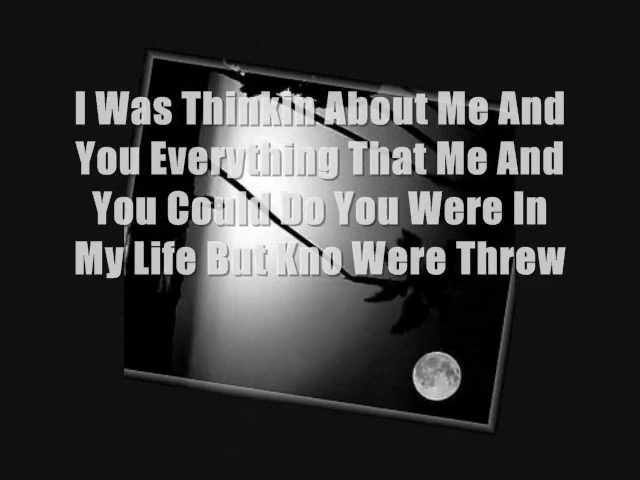 I Was Thinkin About Me And
You Everything That Me And
You Could Do You Were In
My Life But Kno Were Threw